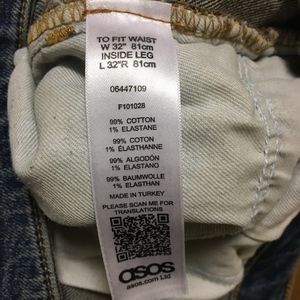 TO FIT WAIST
W 32" 81cm
INSIDE LEG
L 32"R 81cm
06447109
F101028
99% COTTON
1% ELASTANE
99% COTON
1% ÉLASTHANNE
99% ALGODÓN
1% ELASTANO
99% BAUMWOLLE
1% ELASTHAN
MADE IN TURKEY
PLEASE SCAN ME FOR
TRANSLATIONS
asos
asos.com Ltd